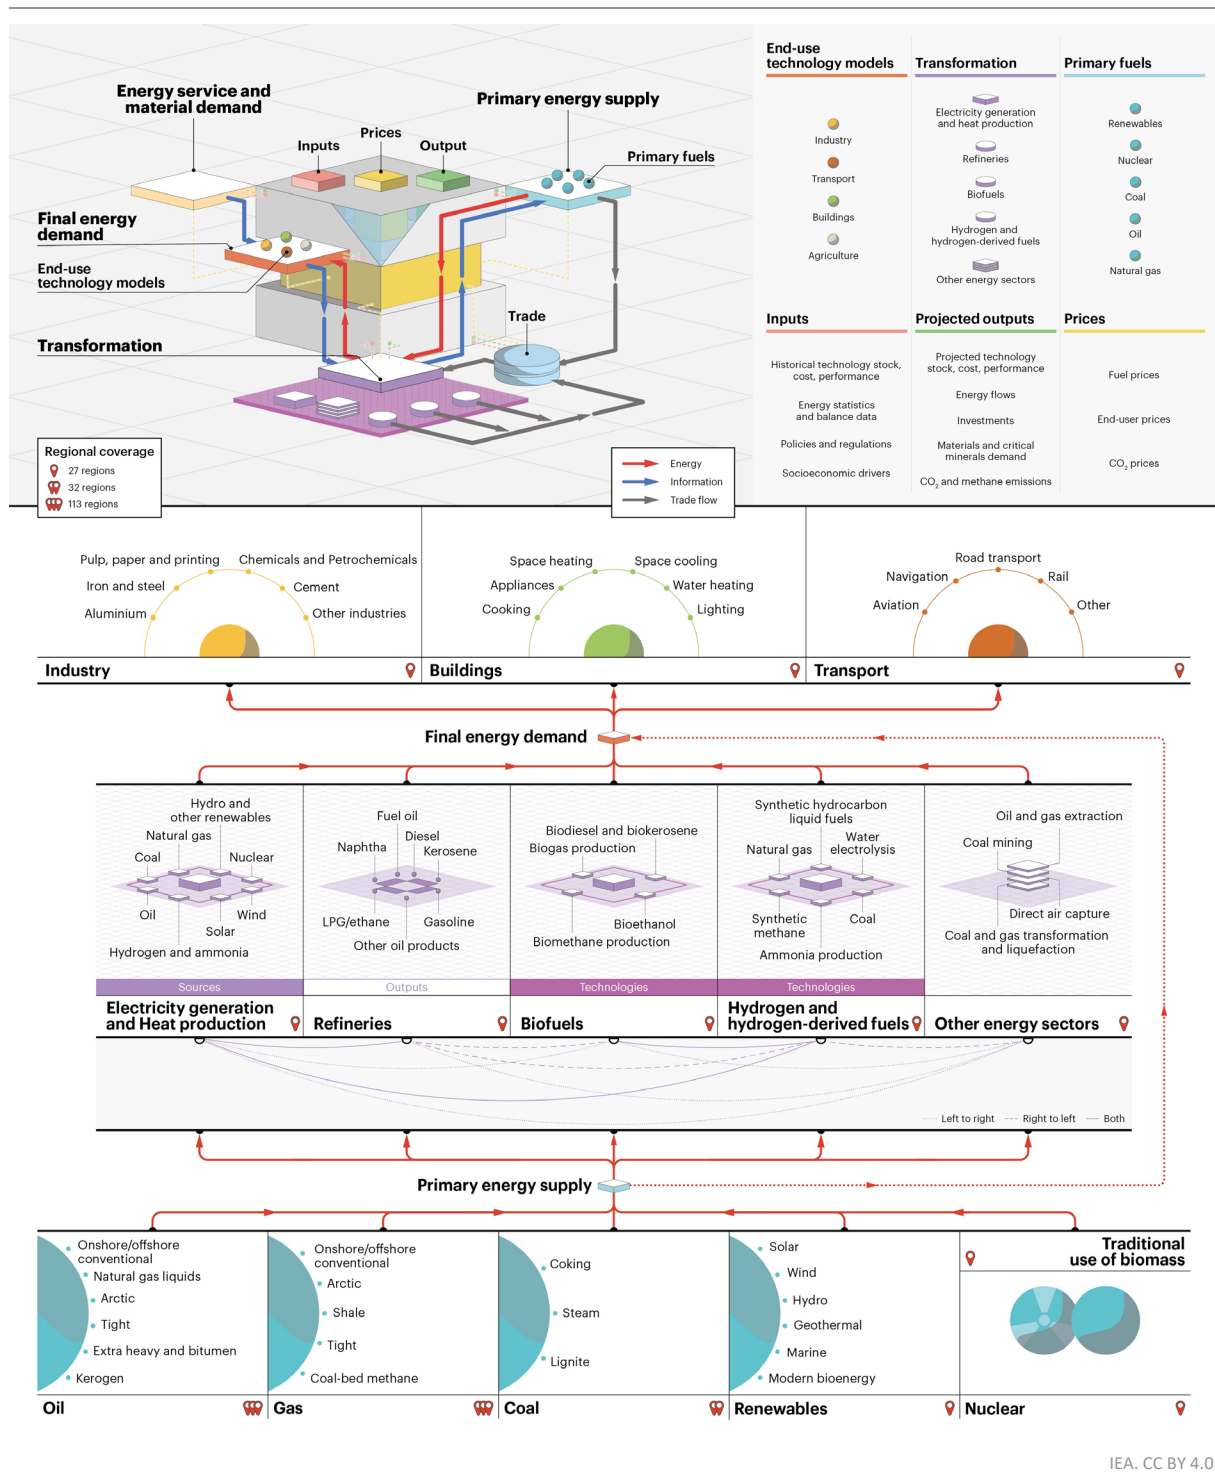 Energy service and
material demand
Primary energy supply
Prices
Inputs
Output
Primary fuels
Final energy
demand
End-use
technology models
Transformation
Trade
Regional coverage
27 regions
32 regions
113 regions
Energy
Information
Trade flow
End-use
technology models
Industry
Transport
Buildings
Agriculture
Transformation
Electricity generation
and heat production
Refineries
Biofuels
Hydrogen and
hydrogen-derived fuels
Other energy sectors
Primary fuels
Renewables
Nuclear
Coal
Oil
Natural gas
Inputs
Historical technology stock,
cost, performance
Energy statistics
and balance data
Policies and regulations
Socioeconomic drivers
Projected outputs
Projected technology
stock, cost, performance
Energy flows
Investments
Materials and critical
minerals demand
CO2 and methane emissions
Prices
Fuel prices
End-user prices
CO2 prices
Pulp, paper and printing
Chemicals and Petrochemicals
Iron and steel
Cement
Aluminium
Other industries
Industry
Space heating
Space cooling
Appliances
Water heating
Cooking
Lighting
Buildings
Road transport
Navigation
Rail
Aviation
Other
Transport
Final energy demand
Hydro and
other renewables
Natural gas
Coal
Nuclear
Oil
Wind
Solar
Hydrogen and ammonia
Sources
Electricity generation
and Heat production
Fuel oil
Diesel
Naphtha
Kerosene
LPG/ethane
Gasoline
Other oil products
Outputs
Refineries
Biodiesel and biokerosene
Biogas production
Bioethanol
Biomethane production
Technologies
Biofuels
Synthetic hydrocarbon
liquid fuels
Natural gas
Water
electrolysis
Synthetic
methane
Coal
Ammonia production
Technologies
Hydrogen and
hydrogen-derived fuels
Oil and gas extraction
Coal mining
Direct air capture
Coal and gas transformation
and liquefaction
Other energy sectors
Left to right
Right to left
Both
Primary energy supply
Onshore/offshore
conventional
Natural gas liquids
Arctic
Tight
Extra heavy and bitumen
Kerogen
Oil
Onshore/offshore
conventional
Arctic
Shale
Tight
Coal-bed methane
Gas
Coking
Steam
Lignite
Coal
Solar
Wind
Hydro
Geothermal
Marine
Modern bioenergy
Renewables
Traditional
use of biomass
Nuclear
IEA. CC BY 4.0